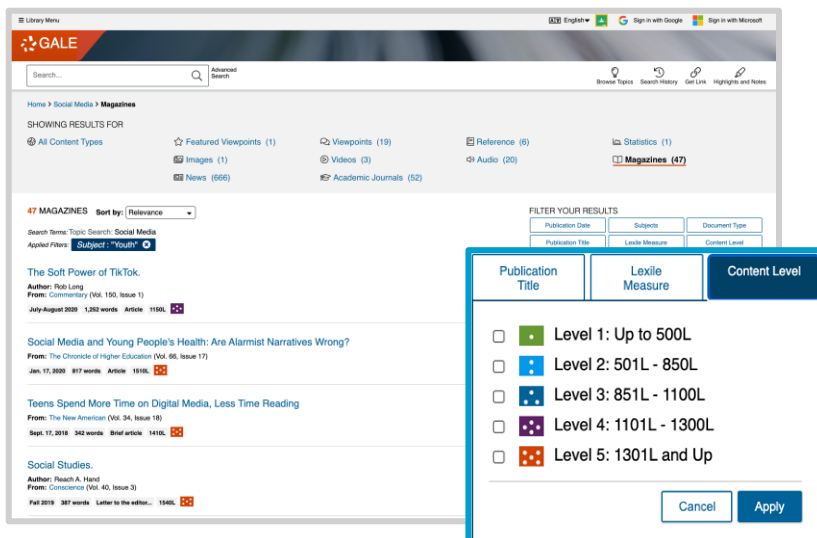 Library Menu
English
Sign in with Google
Sign in with Microsoft
GALE
Search...
Advanced
Search
Browse Topics Search History Get Link Highlights and Notes
Home > Social Media > Magazines
SHOWING RESULTS FOR
All Content Types
Featured Viewpoints (1)
Viewpoints (19)
Reference (6)
Statistics (1)
Images (1)
Videos (3)
Audio (20)
Magazines (47)
News (666)
Academic Journals (52)
47 MAGAZINES Sort by: Relevance
Search Terms: Topic Search: Social Media
Applied Filters: Subject : "Youth"
FILTER YOUR RESULTS
Publication Date Subjects Document Type
Publication Title Lexile Measure Content Level
The Soft Power of TikTok.
Author: Rob Long
From: Commentary (Vol. 150, Issue 1)
July-August 2020 1,252 words Article 1150L
Social Media and Young People's Health: Are Alarmist Narratives Wrong?
From: The Chronicle of Higher Education (Vol. 66, Issue 17)
Jan. 17, 2020 817 words Article 1510L
Teens Spend More Time on Digital Media, Less Time Reading
From: The New American (Vol. 34, Issue 18)
Sept. 17, 2018 342 words Brief article 1410L
Social Studies.
Author: Reach A. Hand
From: Conscience (Vol. 40, Issue 3)
Fall 2019 387 words Letter to the editor... 1540L
Publication
Title
Lexile
Measure
Content Level
Level 1: Up to 500L
Level 2: 501L - 850L
Level 3: 851L - 1100L
Level 4: 1101L - 1300L
Level 5: 1301L and Up
Cancel
Apply